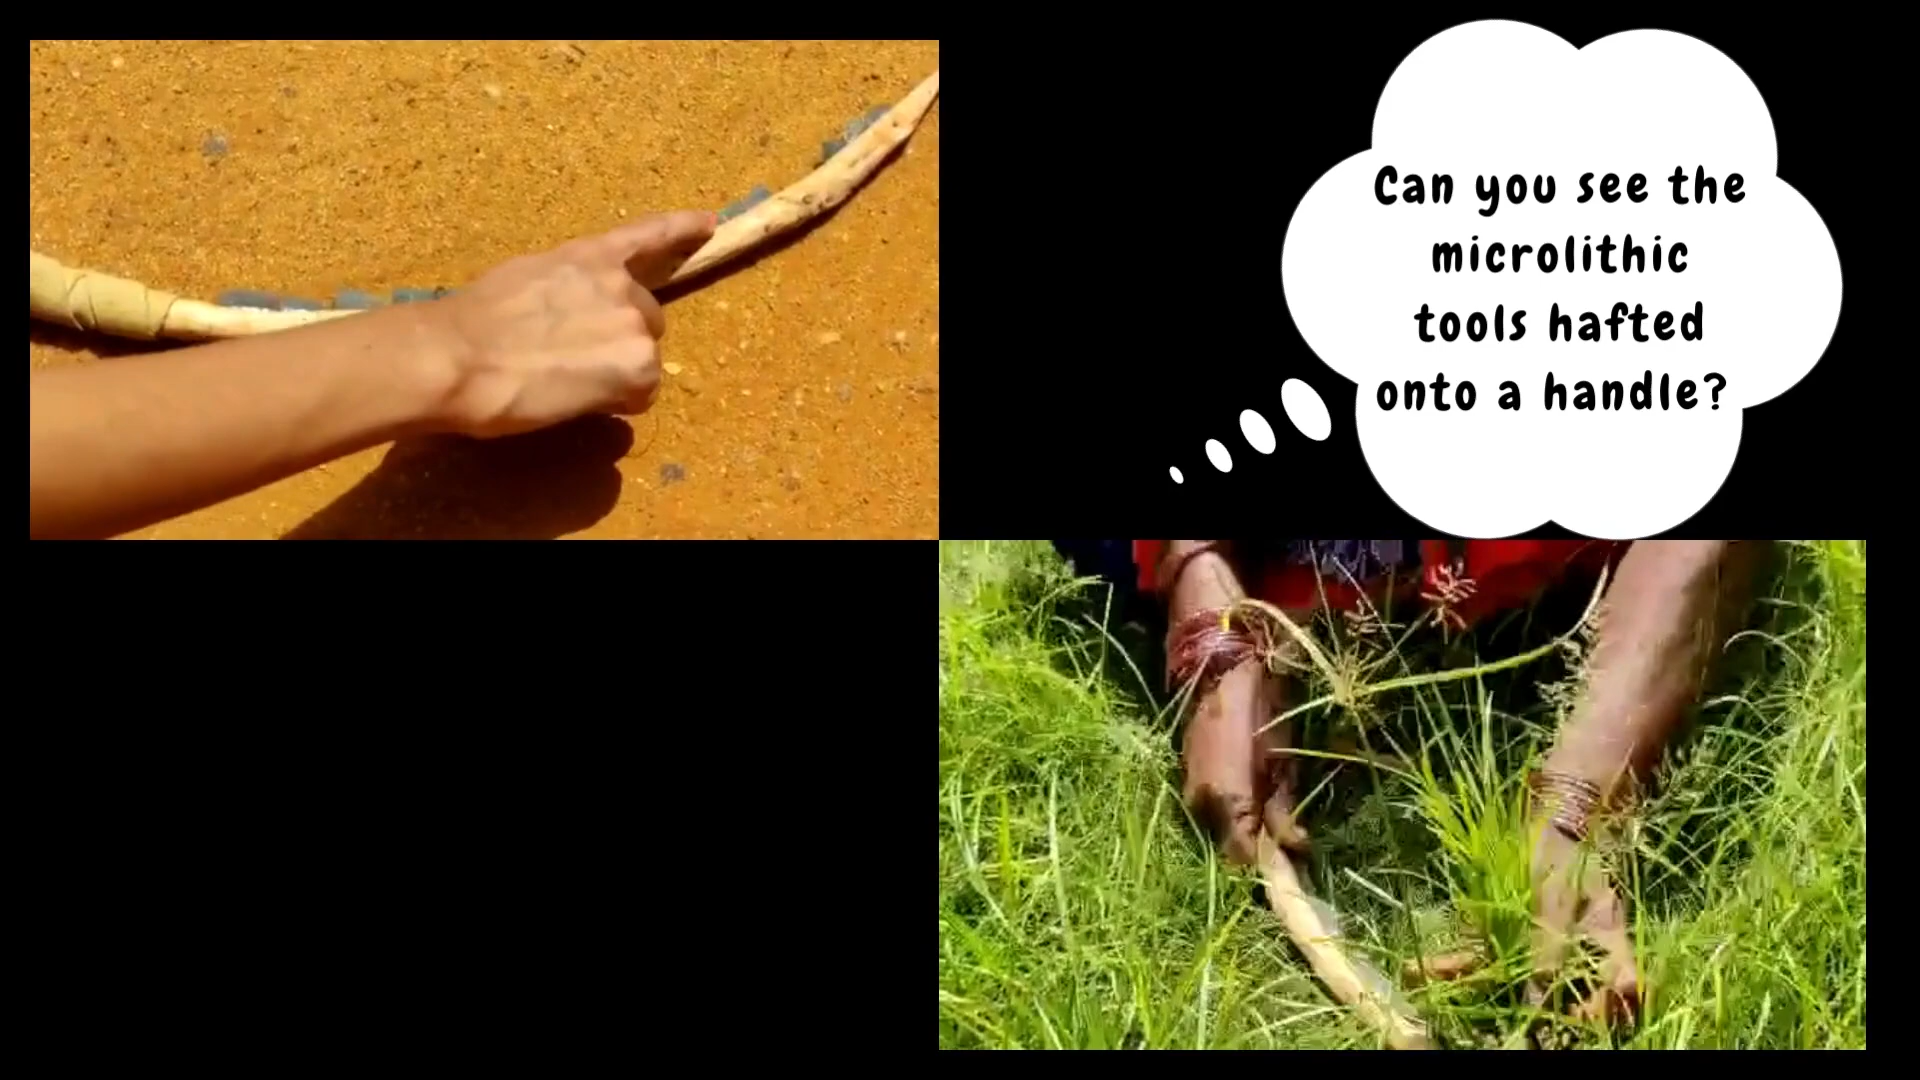 Can you see the
microlithic
tools hafted
onto a handle?